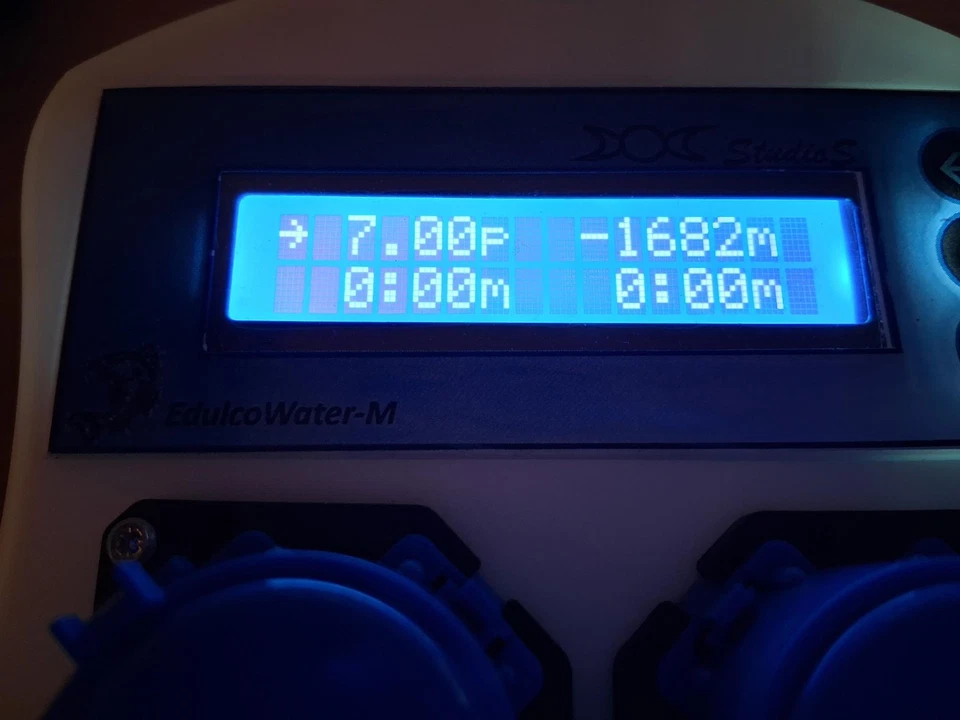 StudioS
→ 7.00p -1682m
0:00m 0:00m
EdulcoWater-M